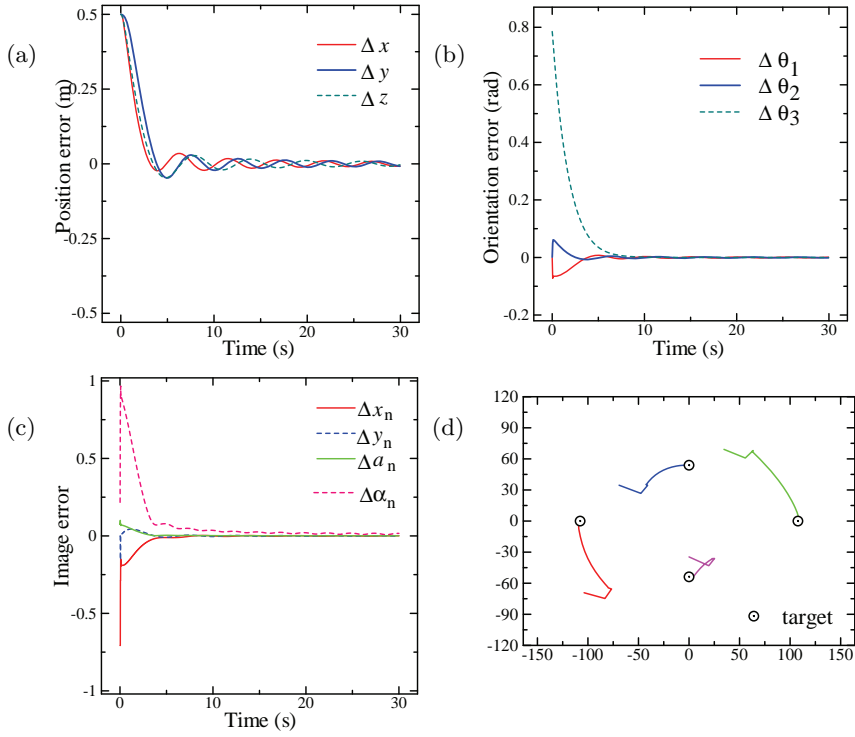 (a)
Position error (m)
0.5
0.25
0
-0.25
-0.5
Δ x
Δ y
Δ z
0 10 20 30
Time (s)
(b)
Orientation error (rad)
0.8
0.6
0.4
0.2
0
-0.2
Δ θ1
Δ θ2
Δ θ3
0 10 20 30
Time (s)
(c)
Image error
1
0.5
0
-0.5
-1
Δxn
Δyn
Δan
Δαn
0 10 20 30
Time (s)
(d)
120
90
60
30
0
-30
-60
-90
-120
target
-150 -100 -50 0 50 100 150